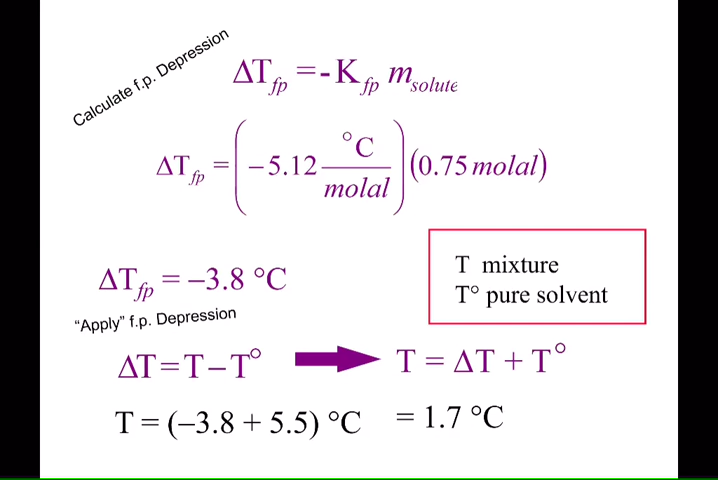 Calculate f.p. Depression
ΔT_fp = -K_fp m_solute
ΔT_fp = (−5.12 °C/molal)(0.75 molal)
ΔT_fp = −3.8 °C
T mixture
T° pure solvent
“Apply” f.p. Depression
ΔT = T − T° T = ΔT + T°
T = (−3.8 + 5.5) °C = 1.7 °C